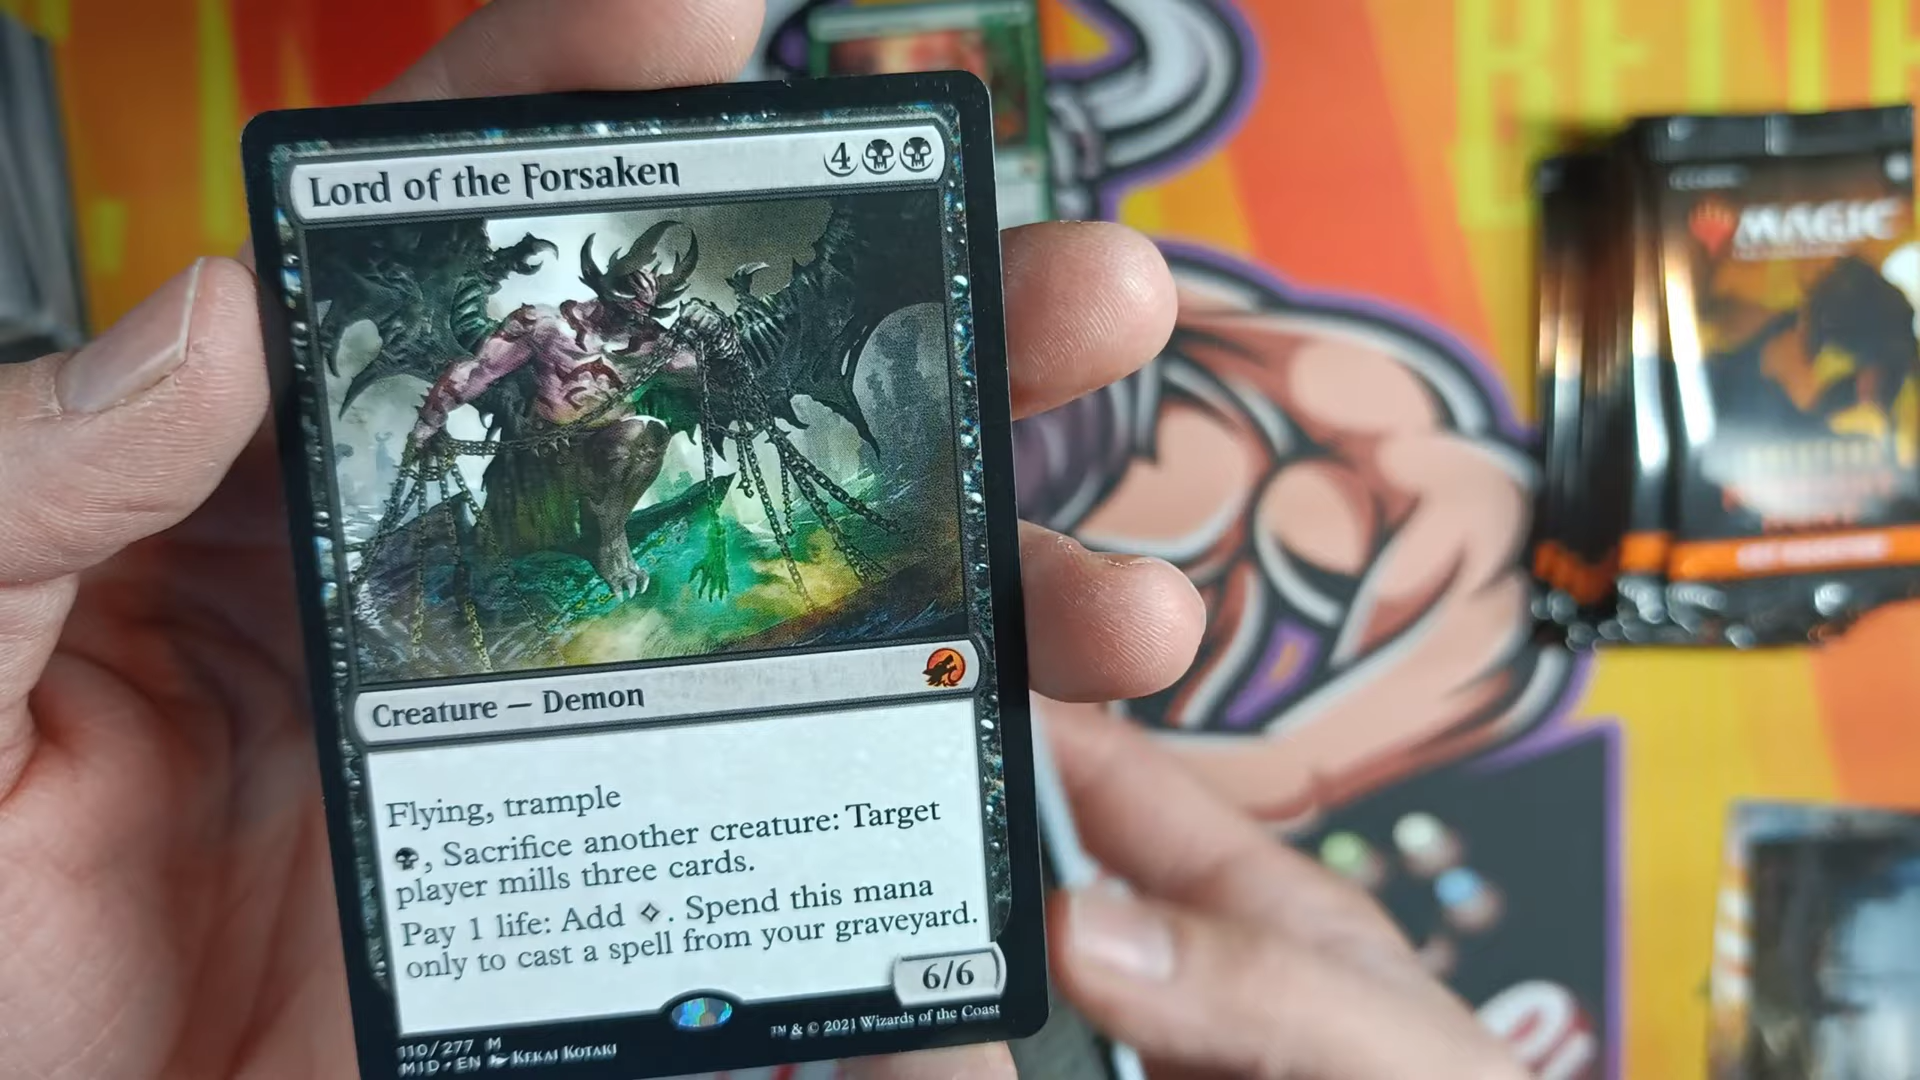 Lord of the Forsaken
4
Creature — Demon
Flying, trample
, Sacrifice another creature: Target
player mills three cards.
Pay 1 life: Add . Spend this mana
only to cast a spell from your graveyard.
6/6
110/277 M
MID • EN KEKAI KOTAKI
™ & © 2021 Wizards of the Coast
MAGIC